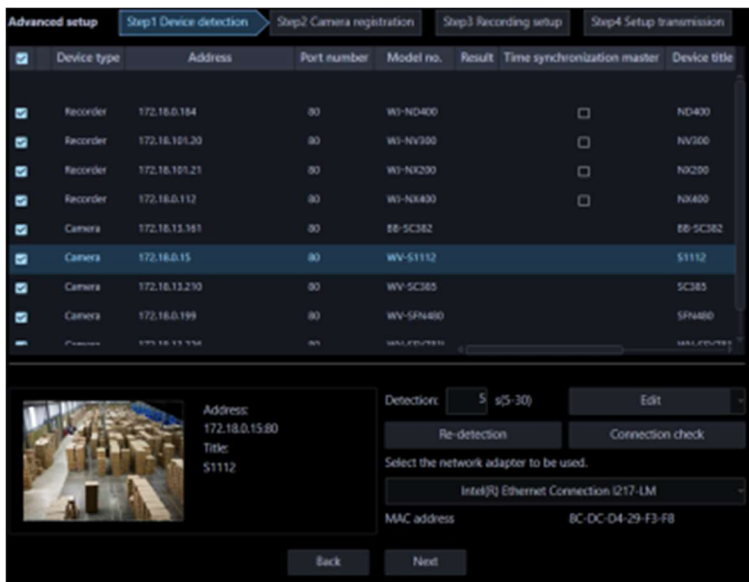 Advanced setup Step1 Device detection Step2 Camera registration Step3 Recording setup Step4 Setup transmission
Device type Address Port number Model no. Result Time synchronization master Device title
Recorder 172.18.0.184 80 WJ-ND400 ND400
Recorder 172.18.101.20 80 WJ-NV300 NV300
Recorder 172.18.101.21 80 WJ-NX200 NX200
Recorder 172.18.0.112 80 WJ-NX400 NX400
Camera 172.18.13.161 80 BB-SC382 BB-SC382
Camera 172.18.0.15 80 WV-S1112 S1112
Camera 172.18.13.210 80 WV-SC385 SC385
Camera 172.18.0.199 80 WV-SFN480 SFN480
Camera
Address:
172.18.0.15:80
Title:
S1112
Detection: 5 s(5-30) Edit
Re-detection Connection check
Select the network adapter to be used.
Intel(R) Ethernet Connection I217-LM
MAC address 8C-DC-D4-29-F3-F8
Back Next